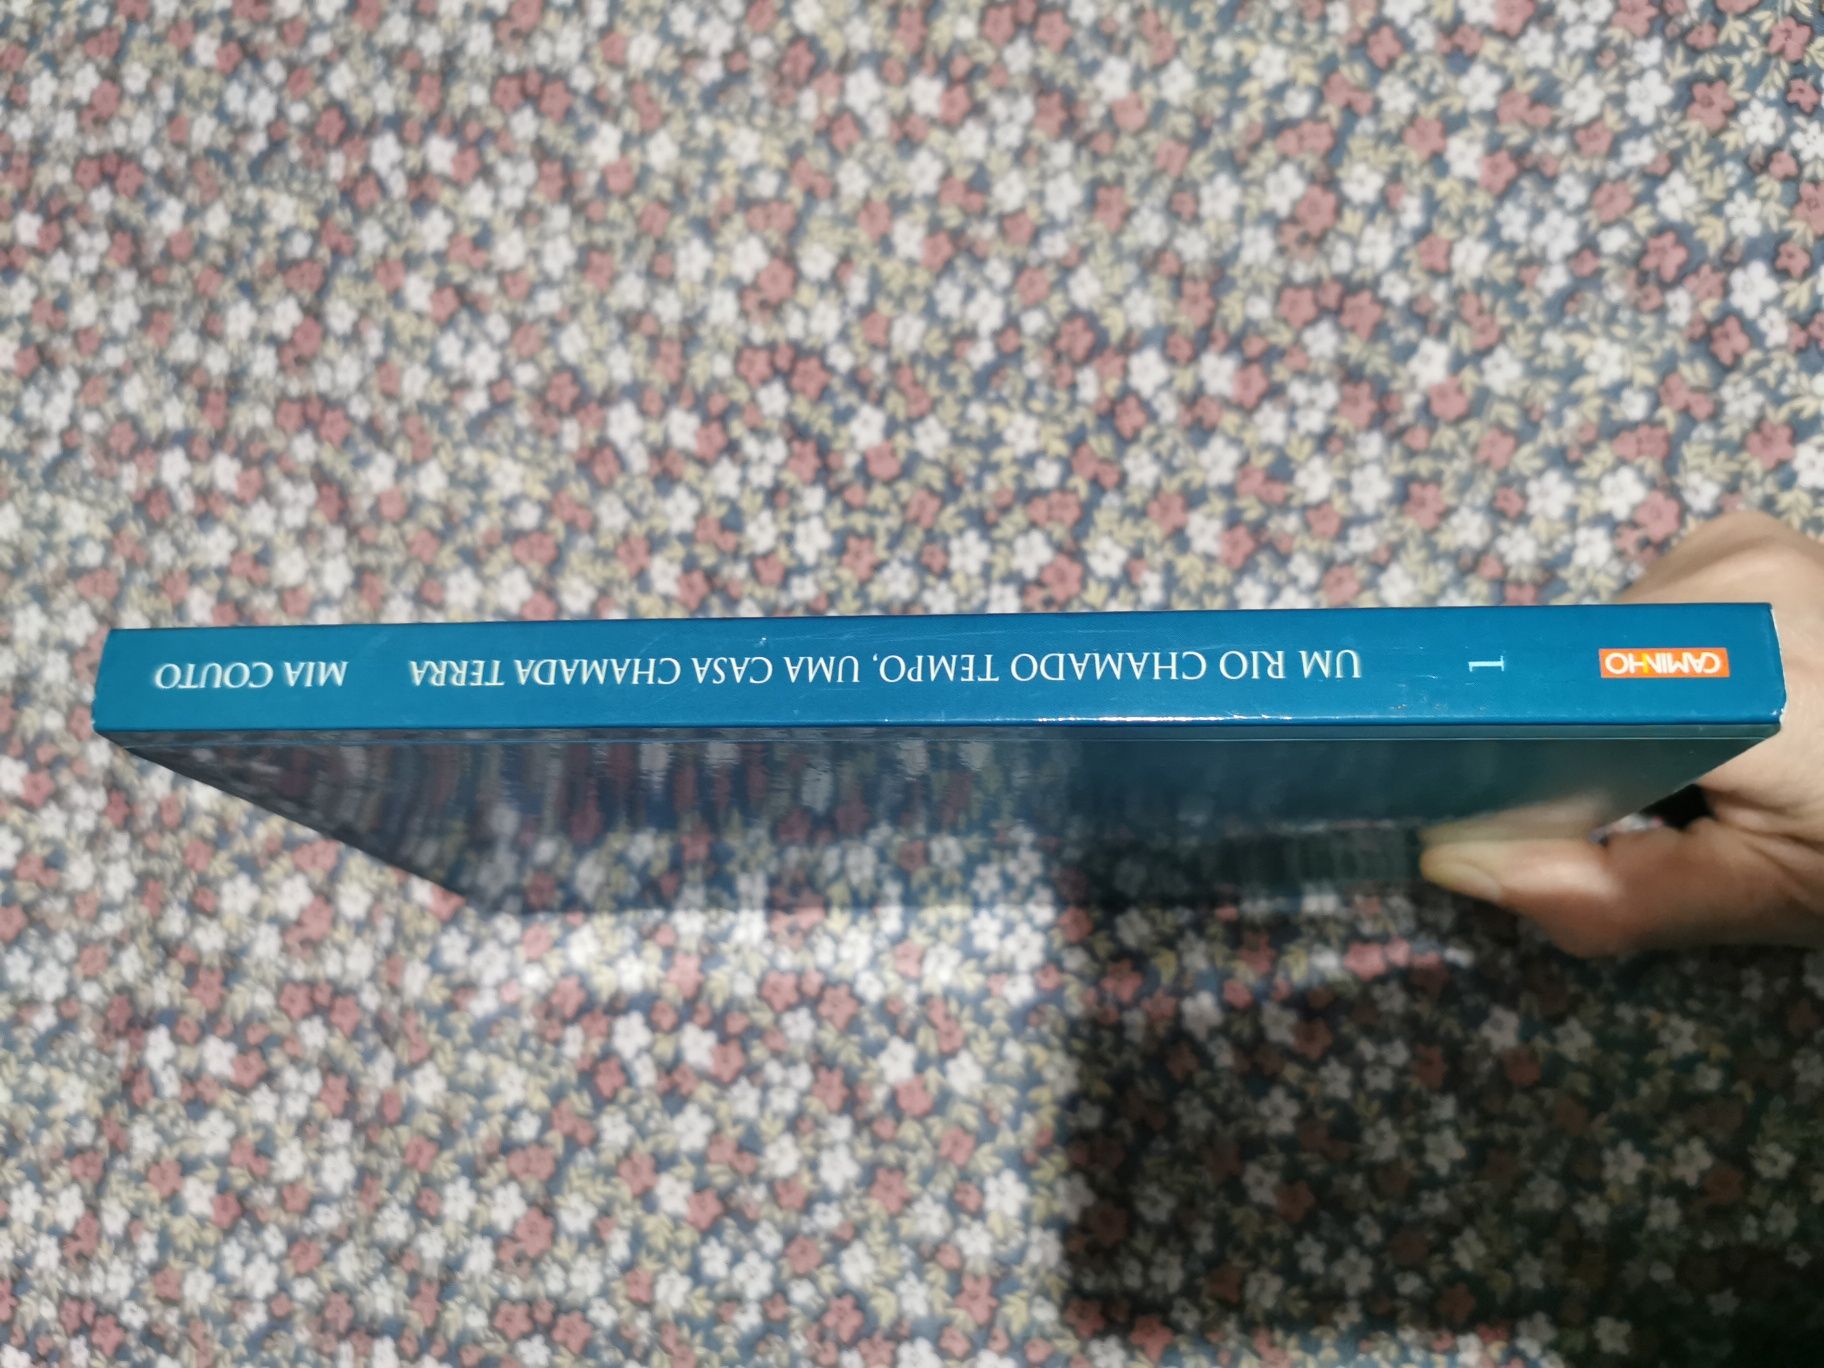 CAMINHO
1
UM RIO CHAMADO TEMPO, UMA CASA CHAMADA TERRA
MIA COUTO